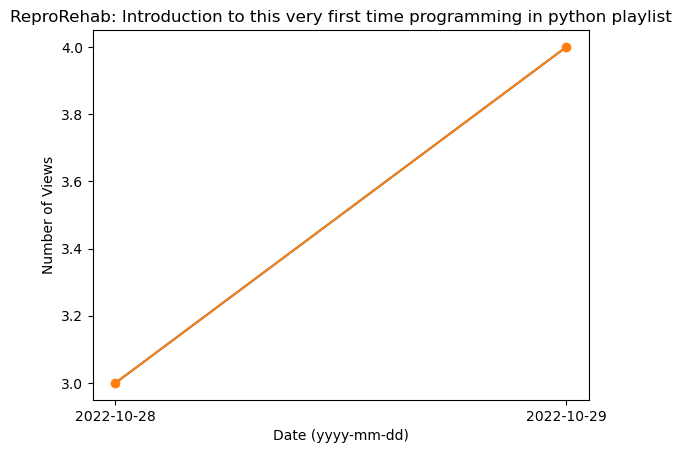 ReproRehab: Introduction to this very first time programming in python playlist
4.0
3.8
3.6
3.4
3.2
3.0
Number of Views
2022-10-28 2022-10-29
Date (yyyy-mm-dd)